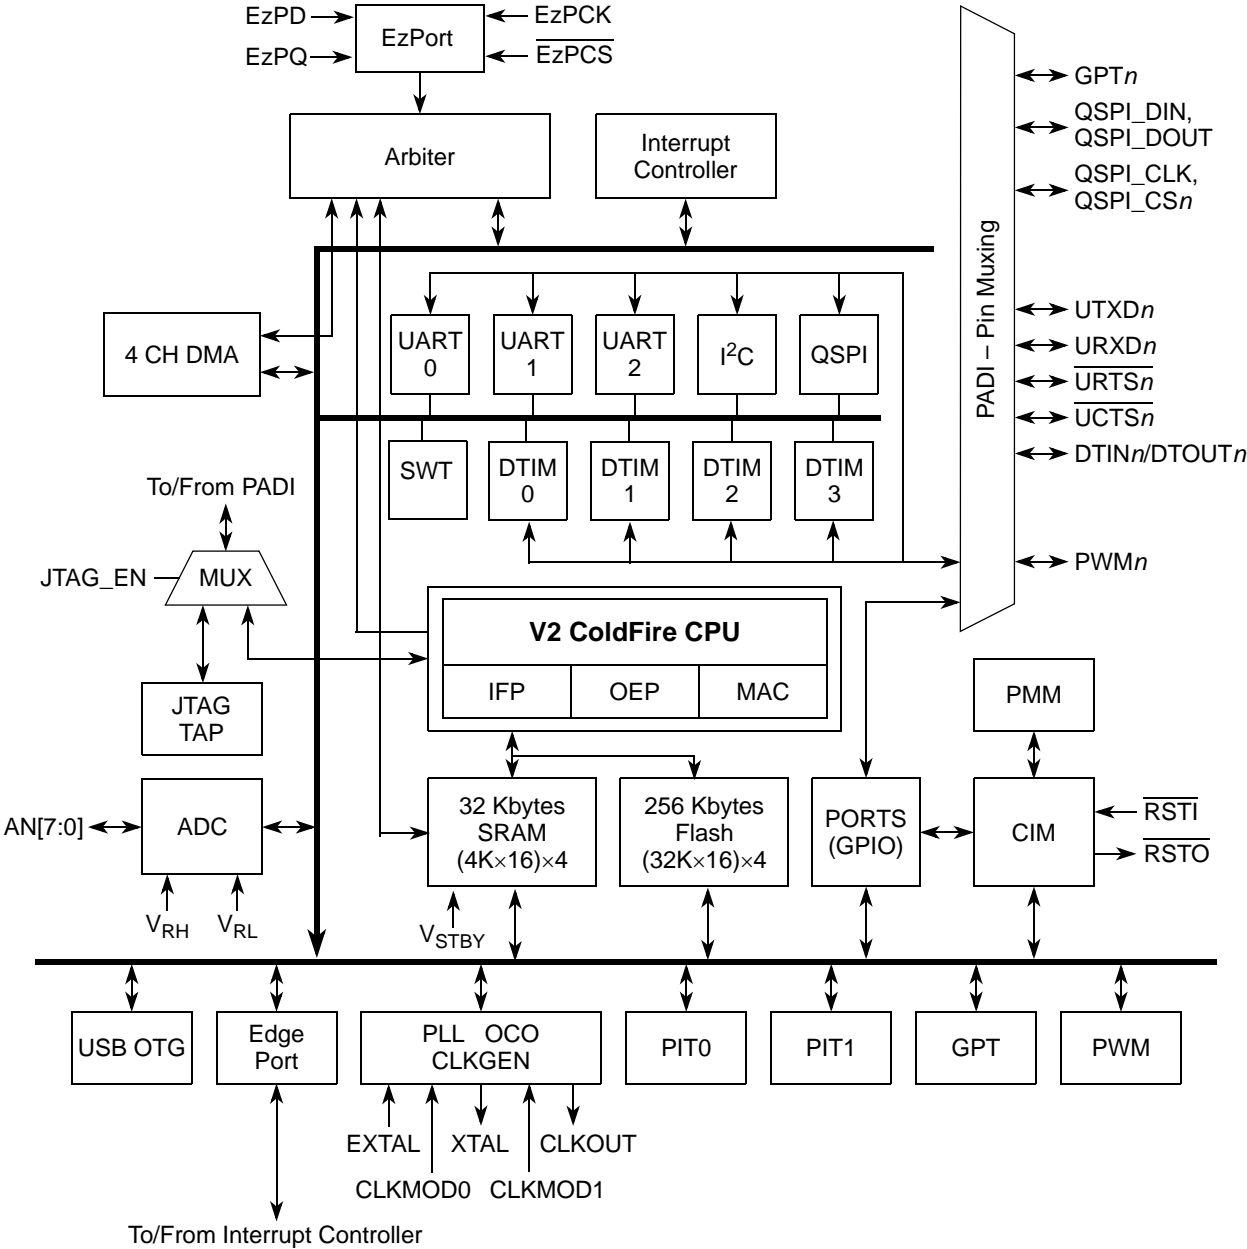 EzPD
EzPQ
EzPort
EzPCK
EzPCS
Arbiter
Interrupt
Controller
GPTn
QSPI_DIN,
QSPI_DOUT
QSPI_CLK,
QSPI_CSn
PADI – Pin Muxing
UTXDn
URXDn
URTSn
UCTSn
DTINn/DTOUTn
PWMn
4 CH DMA
UART
0
UART
1
UART
2
I²C
QSPI
SWT
DTIM
0
DTIM
1
DTIM
2
DTIM
3
To/From PADI
JTAG_EN
MUX
JTAG
TAP
V2 ColdFire CPU
IFP
OEP
MAC
PMM
AN[7:0]
ADC
VRH
VRL
32 Kbytes
SRAM
(4K×16)×4
VSTBY
256 Kbytes
Flash
(32K×16)×4
PORTS
(GPIO)
CIM
RSTI
RSTO
USB OTG
Edge
Port
PLL OCO
CLKGEN
PIT0
PIT1
GPT
PWM
EXTAL
XTAL
CLKOUT
CLKMOD0
CLKMOD1
To/From Interrupt Controller